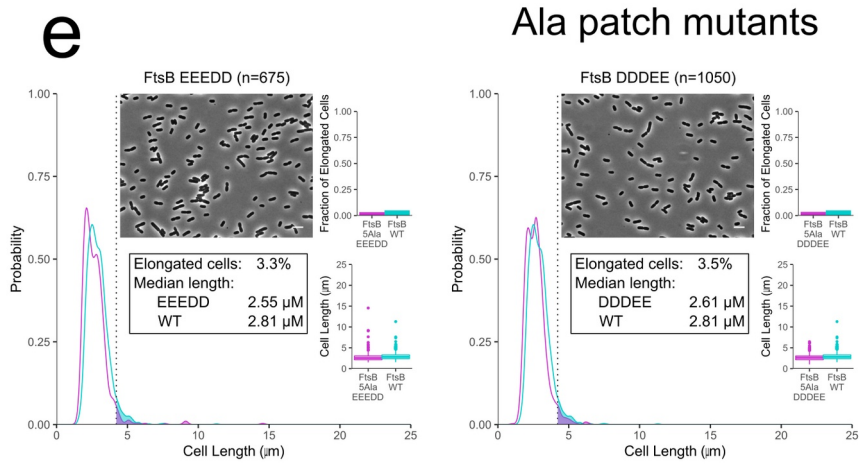 e
Ala patch mutants
FtsB EEEDD (n=675)
1.00
0.75
0.50
0.25
0.00
Probability
0
5
10
15
20
25
Cell Length (μm)
Fraction of Elongated Cells
1.00
0.75
0.50
0.25
0.00
FtsB
5Ala
EEEDD
FtsB
WT
Elongated cells: 3.3%
Median length:
EEEDD 2.55 μM
WT 2.81 μM
Cell Length (μm)
25
20
15
10
5
0
FtsB
5Ala
EEEDD
FtsB
WT
FtsB DDDEE (n=1050)
1.00
0.75
0.50
0.25
0.00
Probability
0
5
10
15
20
25
Cell Length (μm)
Fraction of Elongated Cells
1.00
0.75
0.50
0.25
0.00
FtsB
5Ala
DDDEE
FtsB
WT
Elongated cells: 3.5%
Median length:
DDDEE 2.61 μM
WT 2.81 μM
Cell Length (μm)
25
20
15
10
5
0
FtsB
5Ala
DDDEE
FtsB
WT